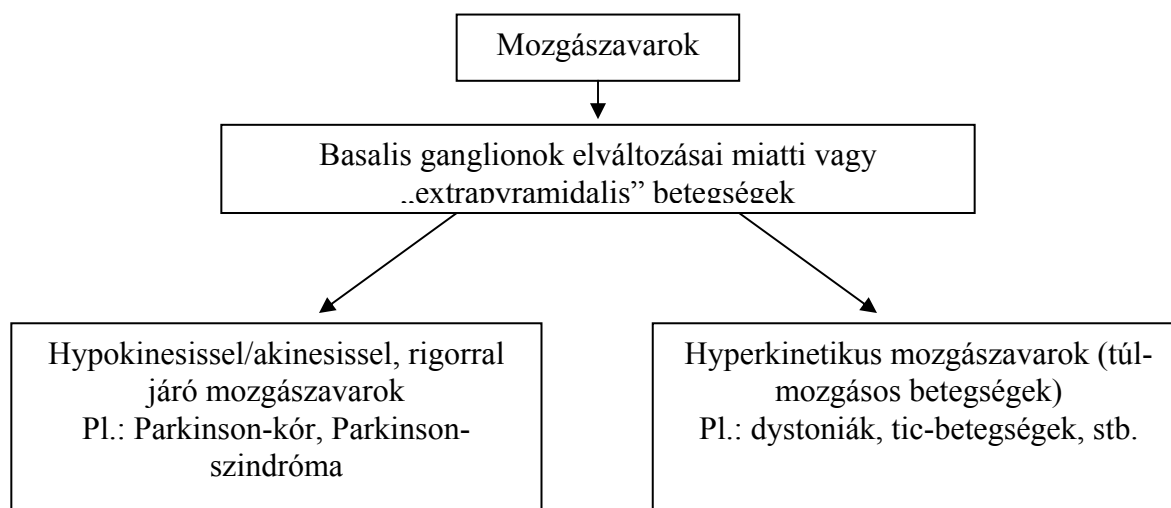 Mozgászavarok
Basalis ganglionok elváltozásai miatti vagy
„extrapyramidalis” betegségek
Hypokinesissel/akinesissel, rigorral
járó mozgászavarok
Pl.: Parkinson-kór, Parkinson-
szindróma
Hyperkinetikus mozgászavarok (túl-
mozgásos betegségek)
Pl.: dystoniák, tic-betegségek, stb.